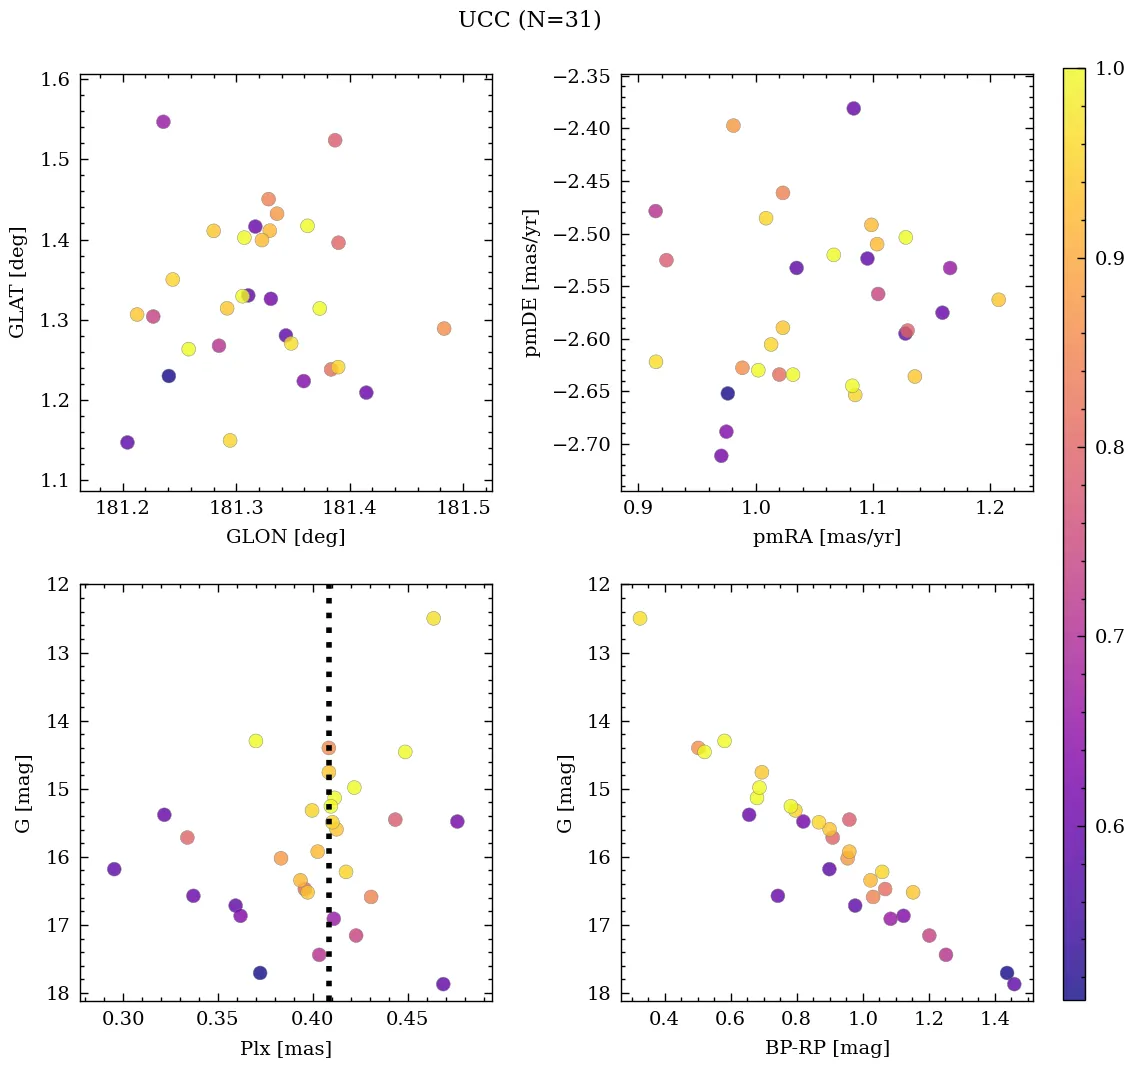 UCC (N=31)
1.6
1.5
1.4
1.3
1.2
1.1
GLAT [deg]
181.2 181.3 181.4 181.5
GLON [deg]
−2.35
−2.40
−2.45
−2.50
−2.55
−2.60
−2.65
−2.70
pmDE [mas/yr]
0.9 1.0 1.1 1.2
pmRA [mas/yr]
12
13
14
15
16
17
18
G [mag]
0.30 0.35 0.40 0.45
Plx [mas]
12
13
14
15
16
17
18
G [mag]
0.4 0.6 0.8 1.0 1.2 1.4
BP-RP [mag]
1.0
0.9
0.8
0.7
0.6